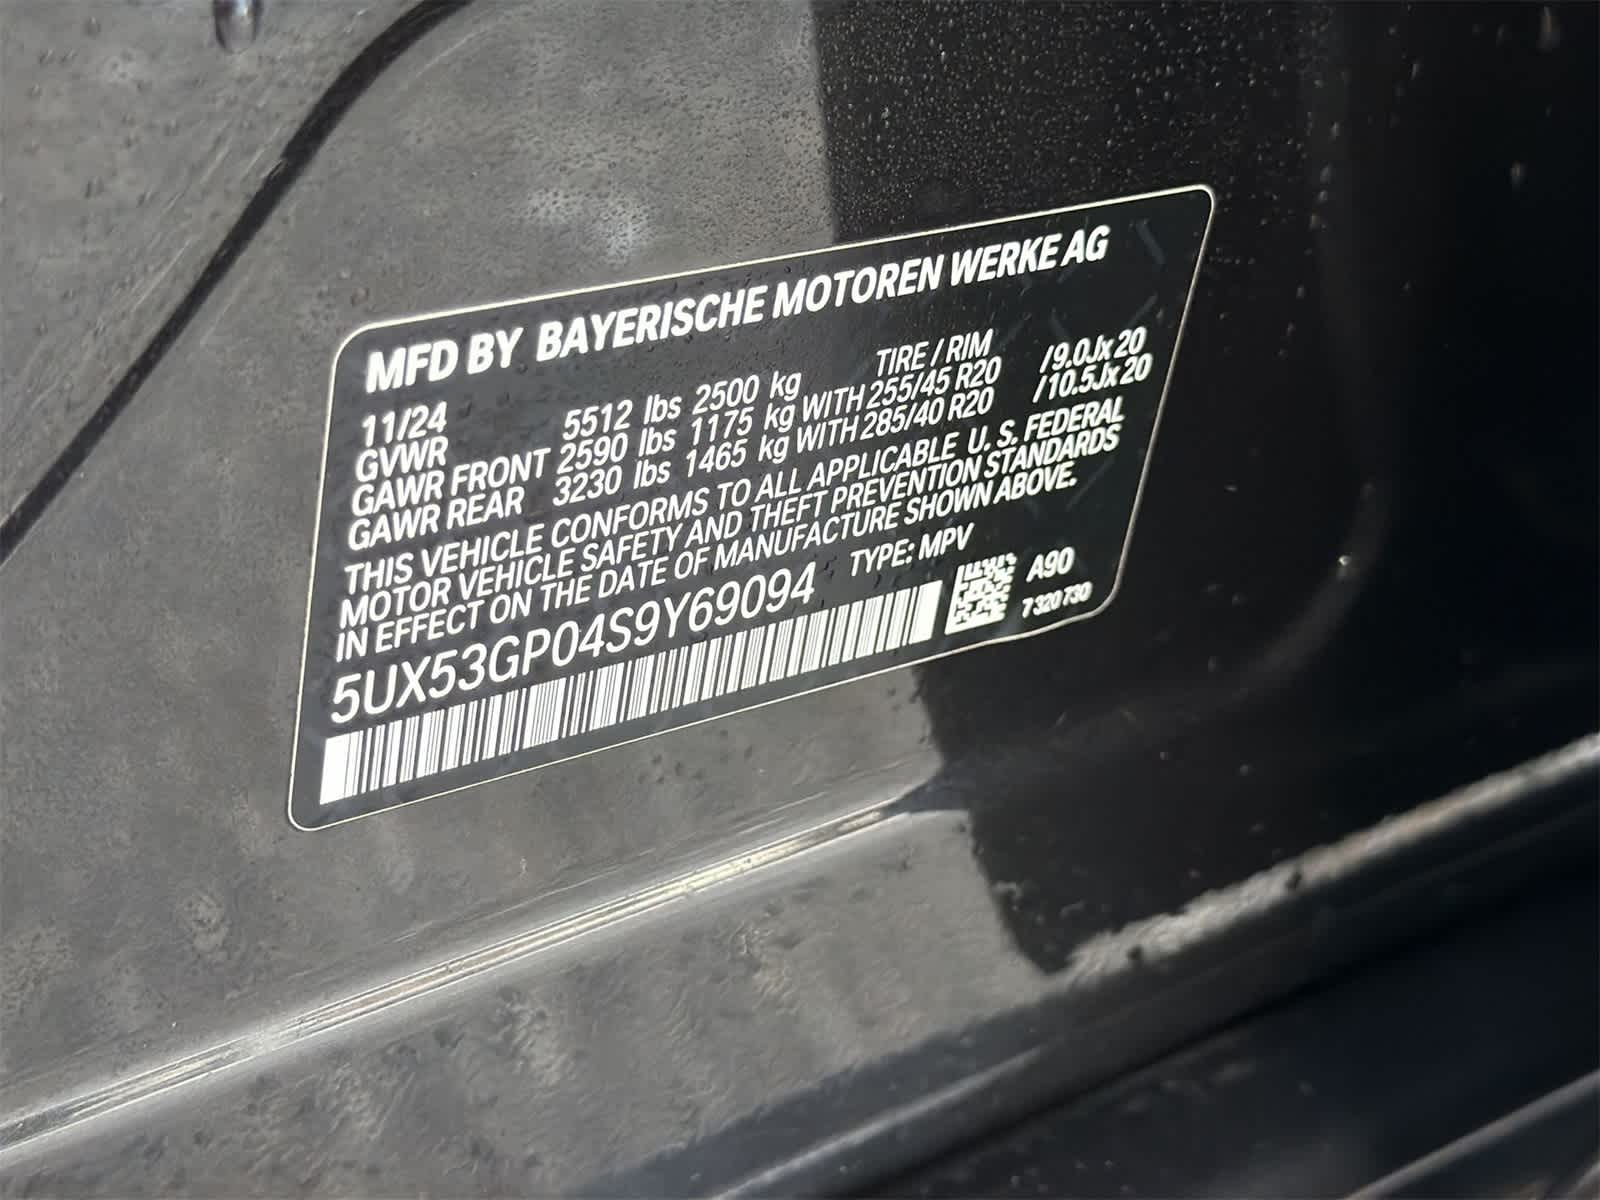 MFD BY BAYERISCHE MOTOREN WERKE AG
11/24 TIRE / RIM
GVWR 5512 lbs 2500 kg
GAWR FRONT 2590 lbs 1175 kg WITH 255/45 R20 /9.0Jx20
GAWR REAR 3230 lbs 1465 kg WITH 285/40 R20 /10.5Jx20
THIS VEHICLE CONFORMS TO ALL APPLICABLE U. S. FEDERAL
MOTOR VEHICLE SAFETY AND THEFT PREVENTION STANDARDS
IN EFFECT ON THE DATE OF MANUFACTURE SHOWN ABOVE.
5UX53GP04S9Y69094 TYPE: MPV
A90
7 320 730